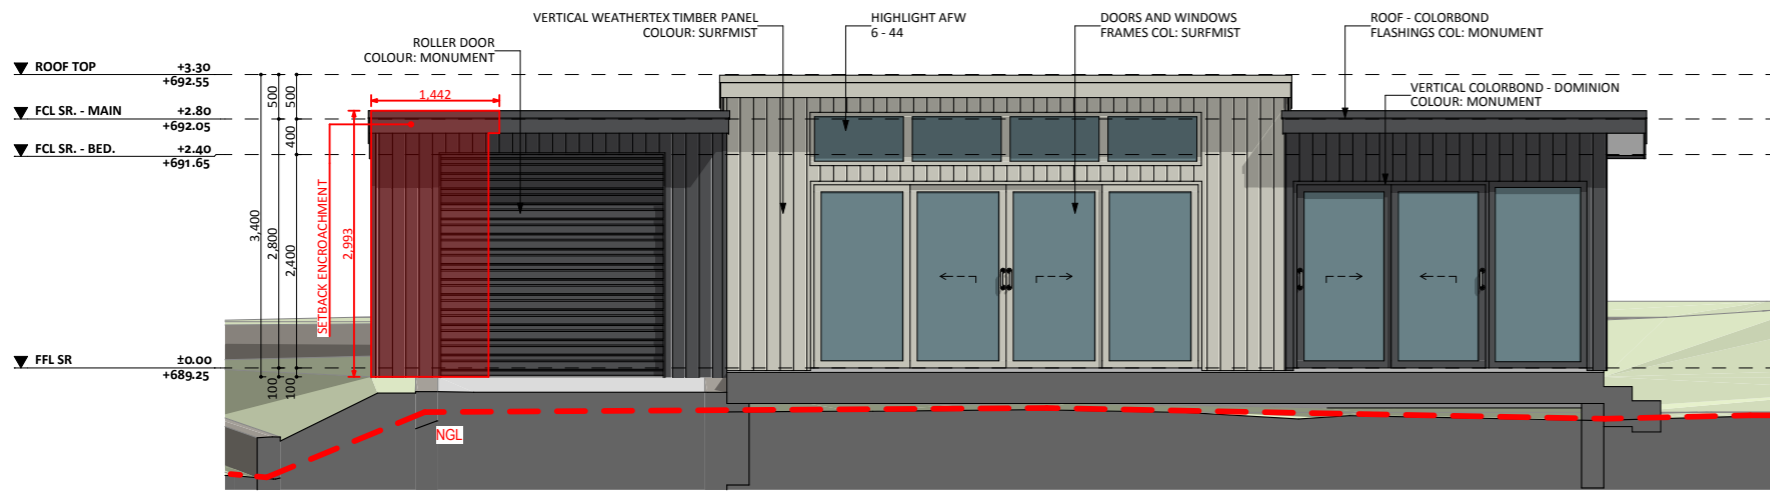 VERTICAL WEATHERTEX TIMBER PANEL
COLOUR: SURFMIST
HIGHLIGHT AFW
6 - 44
DOORS AND WINDOWS
FRAMES COL: SURFMIST
ROOF - COLORBOND
FLASHINGS COL: MONUMENT
ROLLER DOOR
COLOUR: MONUMENT
VERTICAL COLORBOND - DOMINION
COLOUR: MONUMENT
ROOF TOP +3.30
+692.55
FCL SR. - MAIN +2.80
+692.05
FCL SR. - BED. +2.40
+691.65
FFL SR ±0.00
+689.25
3,400
500
2,800
100
500
400
2,400
100
SETBACK ENCROACHMENT
2,993
1,442
NGL